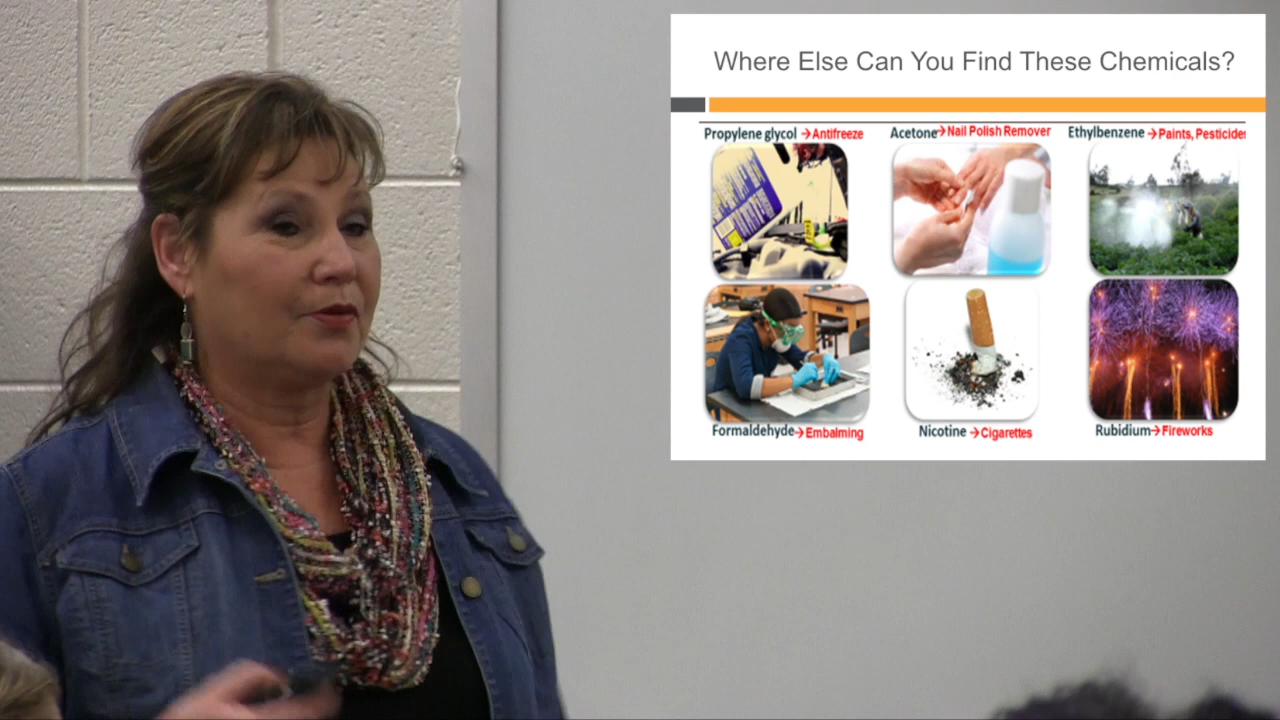 Where Else Can You Find These Chemicals?
Propylene glycol →Antifreeze
Acetone→Nail Polish Remover
Ethylbenzene →Paints, Pesticides
Formaldehyde→Embalming
Nicotine →Cigarettes
Rubidium→Fireworks